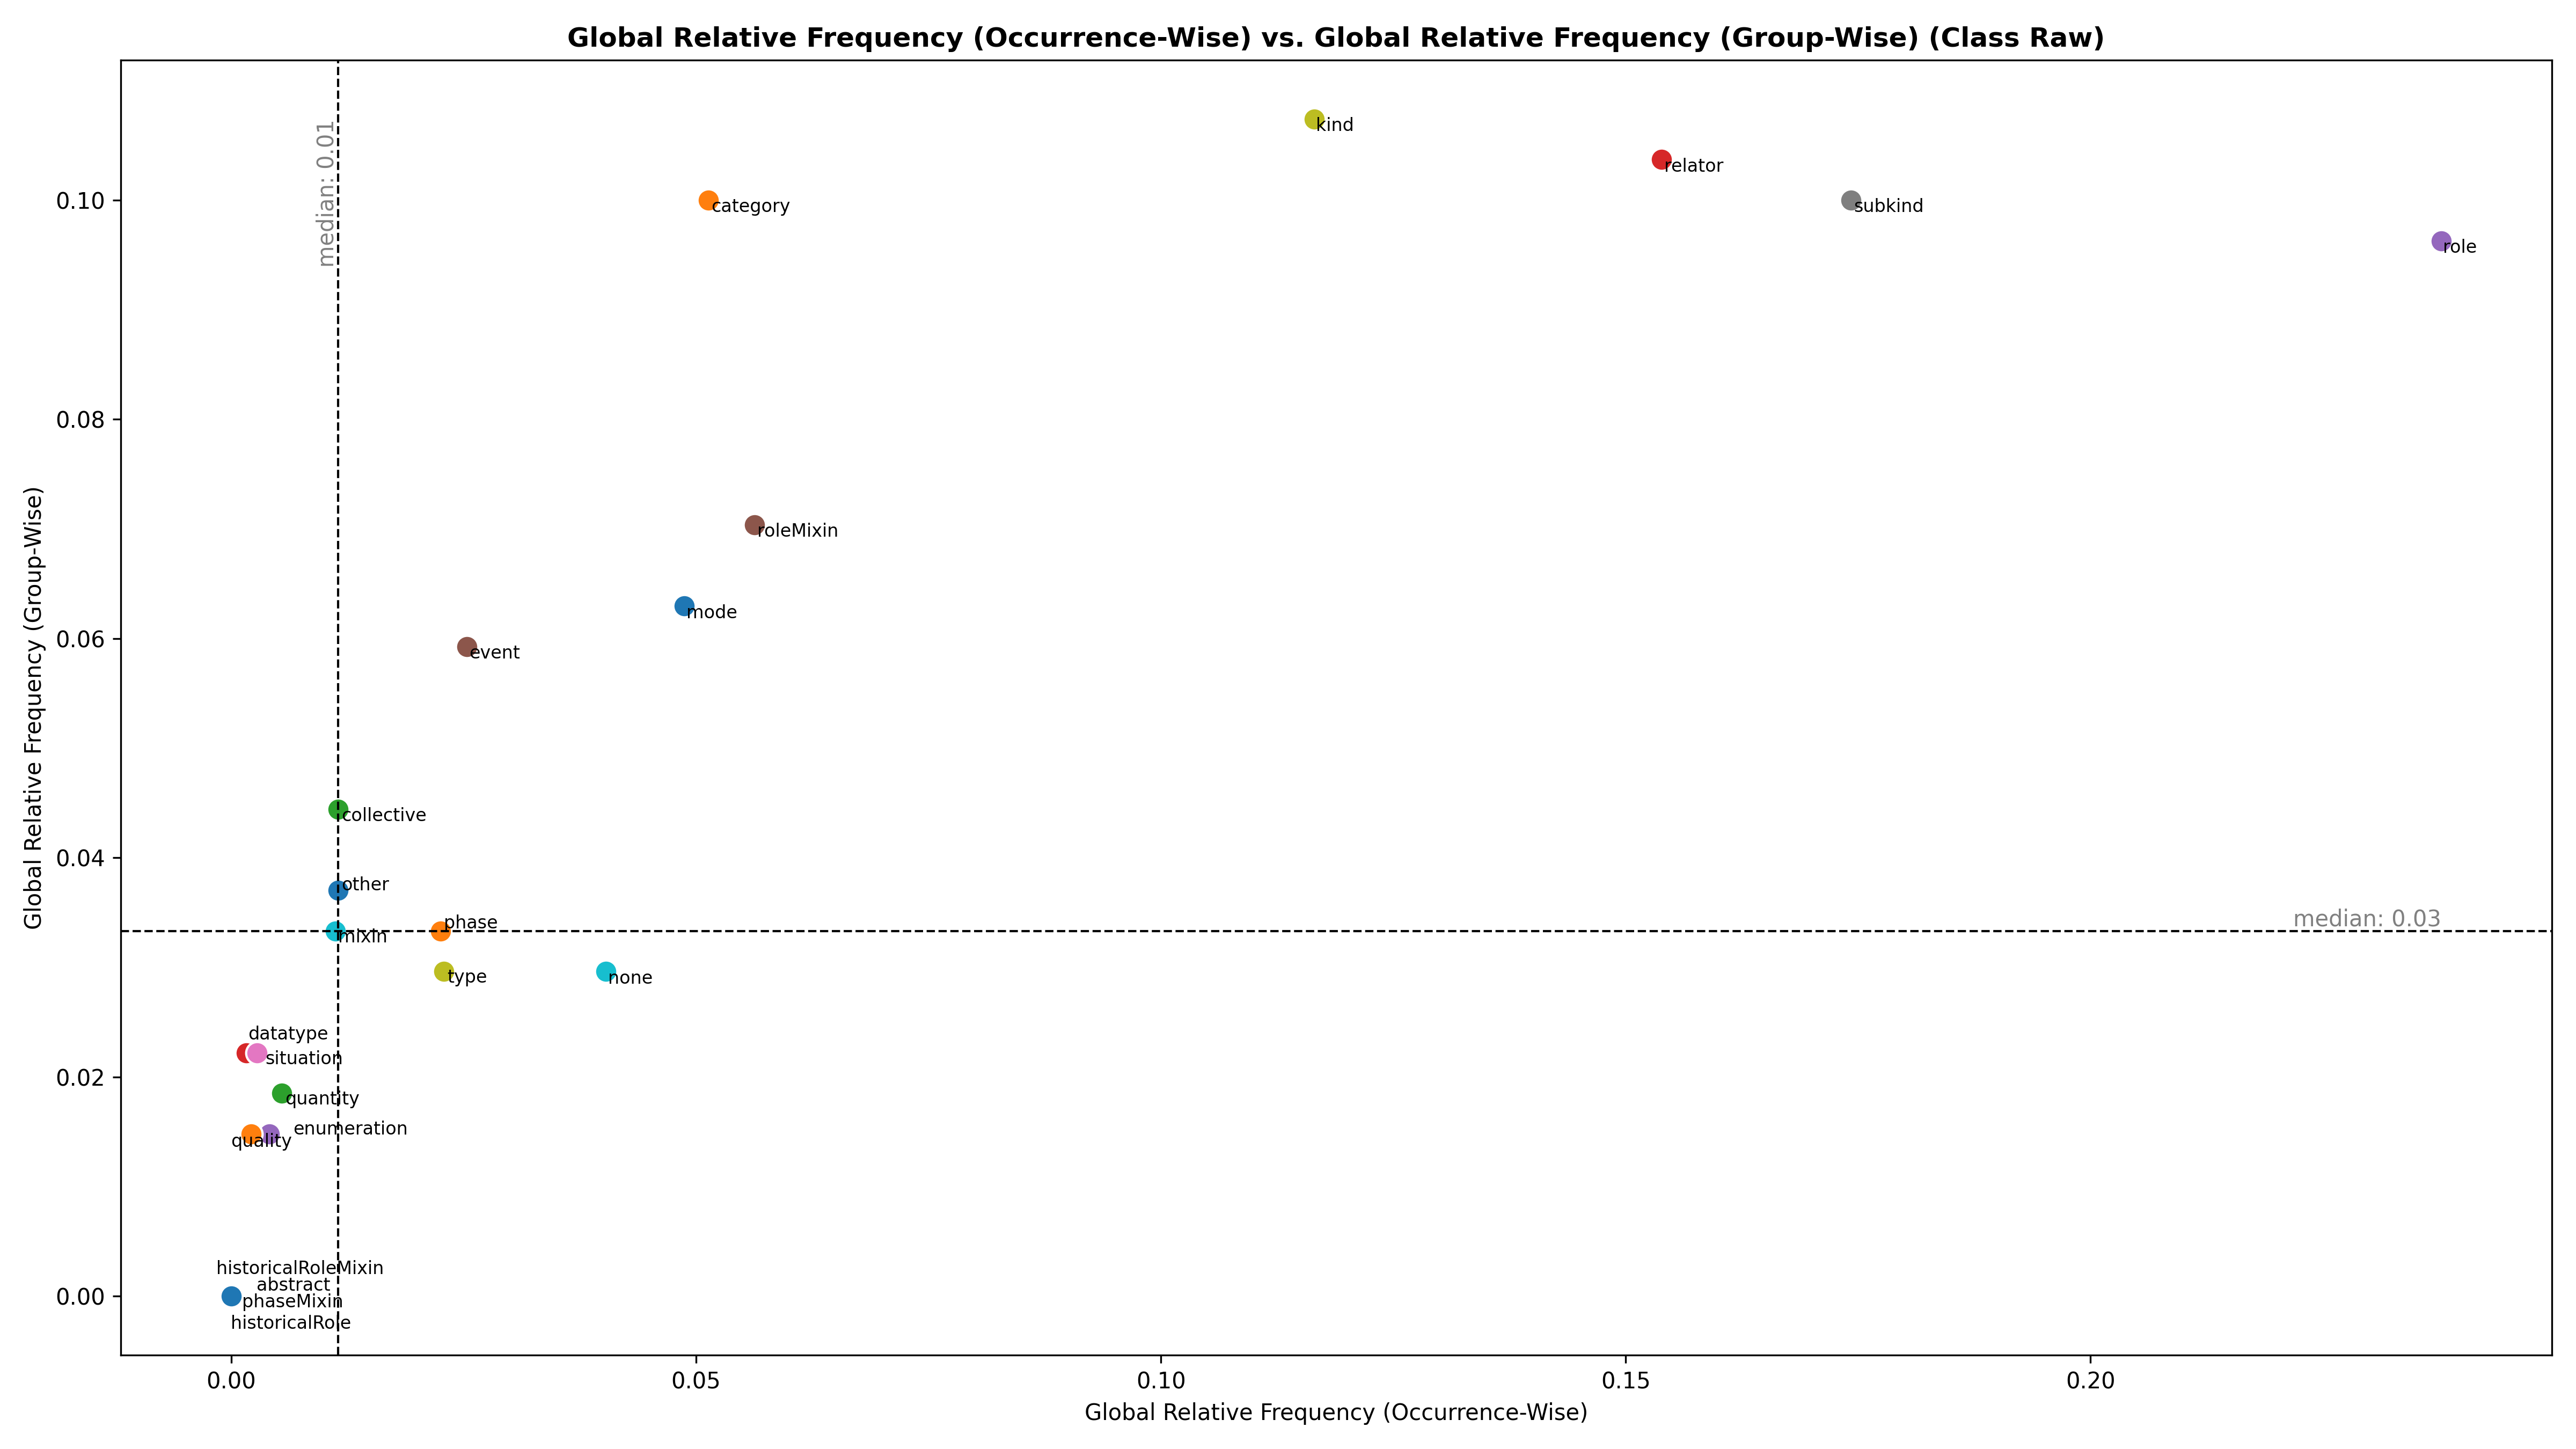 Global Relative Frequency (Occurrence-Wise) vs. Global Relative Frequency (Group-Wise) (Class Raw)
median: 0.01
kind
relator
category
subkind
role
roleMixin
mode
event
collective
other
phase
median: 0.03
mixin
type
none
datatype
situation
quantity
enumeration
quality
historicalRoleMixin
abstract
phaseMixin
historicalRole
0.10
0.08
0.06
0.04
0.02
0.00
Global Relative Frequency (Group-Wise)
0.00
0.05
0.10
0.15
0.20
Global Relative Frequency (Occurrence-Wise)